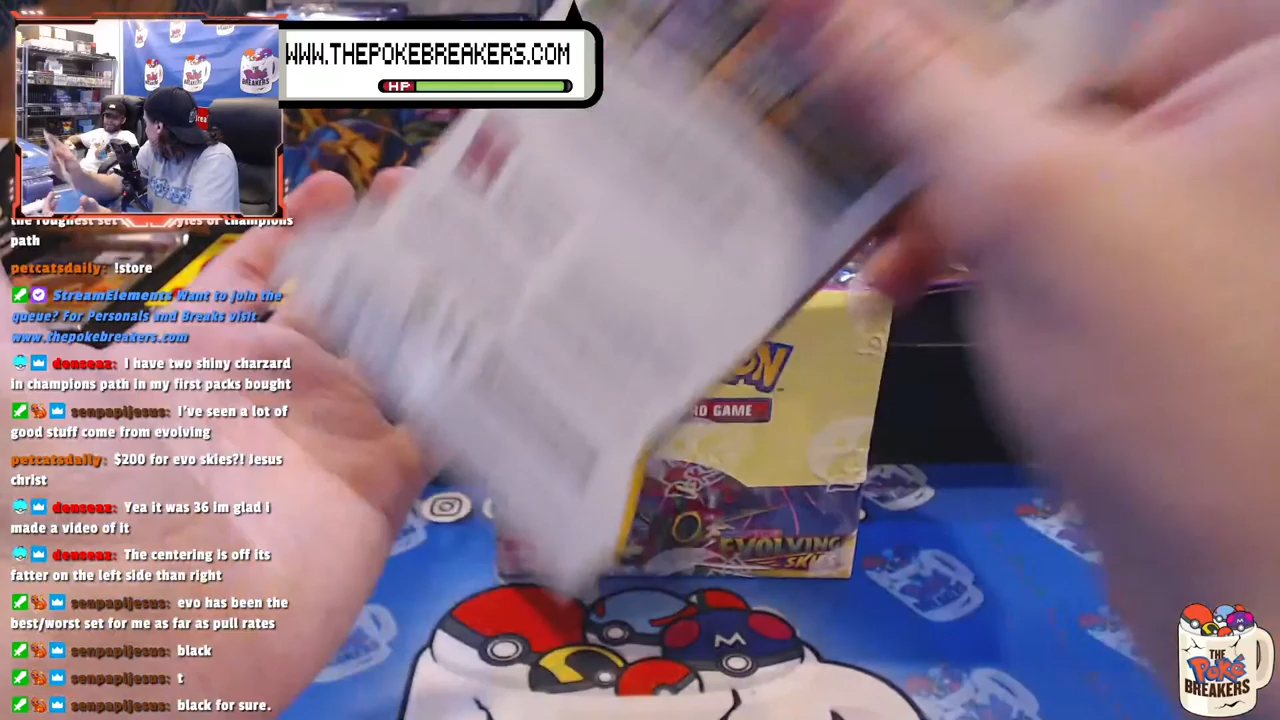 WWW.THEPOKEBREAKERS.COM
HP
path
petcatsdaily: !store
StreamElements Want to join the
queue? For Personals and Breaks visit
www.thepokebreakers.com
denseaz: I have two shiny charzard
in champions path in my first packs bought
senpapijesus: I've seen a lot of
good stuff come from evolving
petcatsdaily: $200 for evo skies?! Jesus
christ
denseaz: Yea it was 36 im glad i
made a video of it
denseaz: The centering is off its
fatter on the left side than right
senpapijesus: evo has been the
best/worst set for me as far as pull rates
senpapijesus: black
senpapijesus: t
senpapijesus: black for sure.
GAME
EVOLVING
SKIES
M
THE
POKÉ
BREAKERS